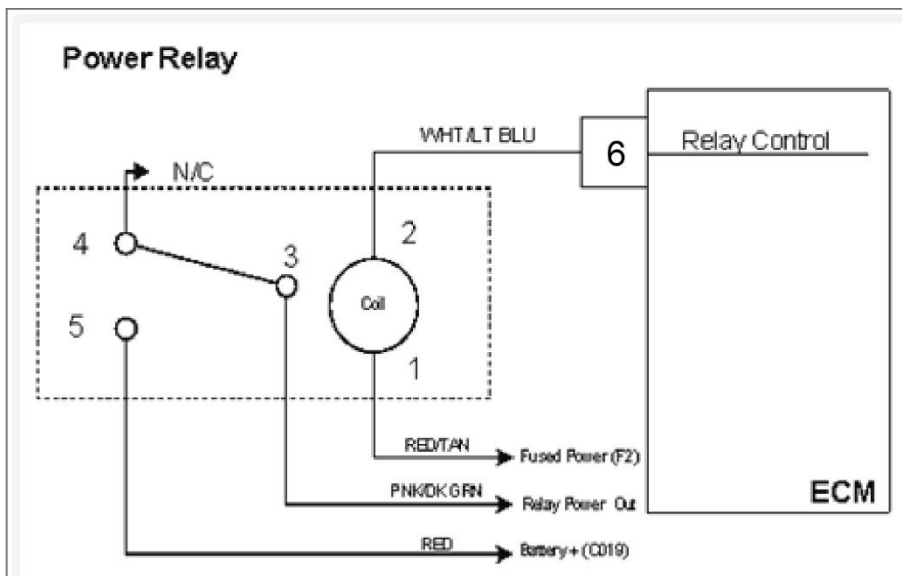 Power Relay
WHT/LT BLU
6
Relay Control
N/C
4
3
2
5
Coil
1
RED/TAN
Fused Power (F2)
PNK/DK GRN
Relay Power Out
ECM
RED
Battery + (C019)